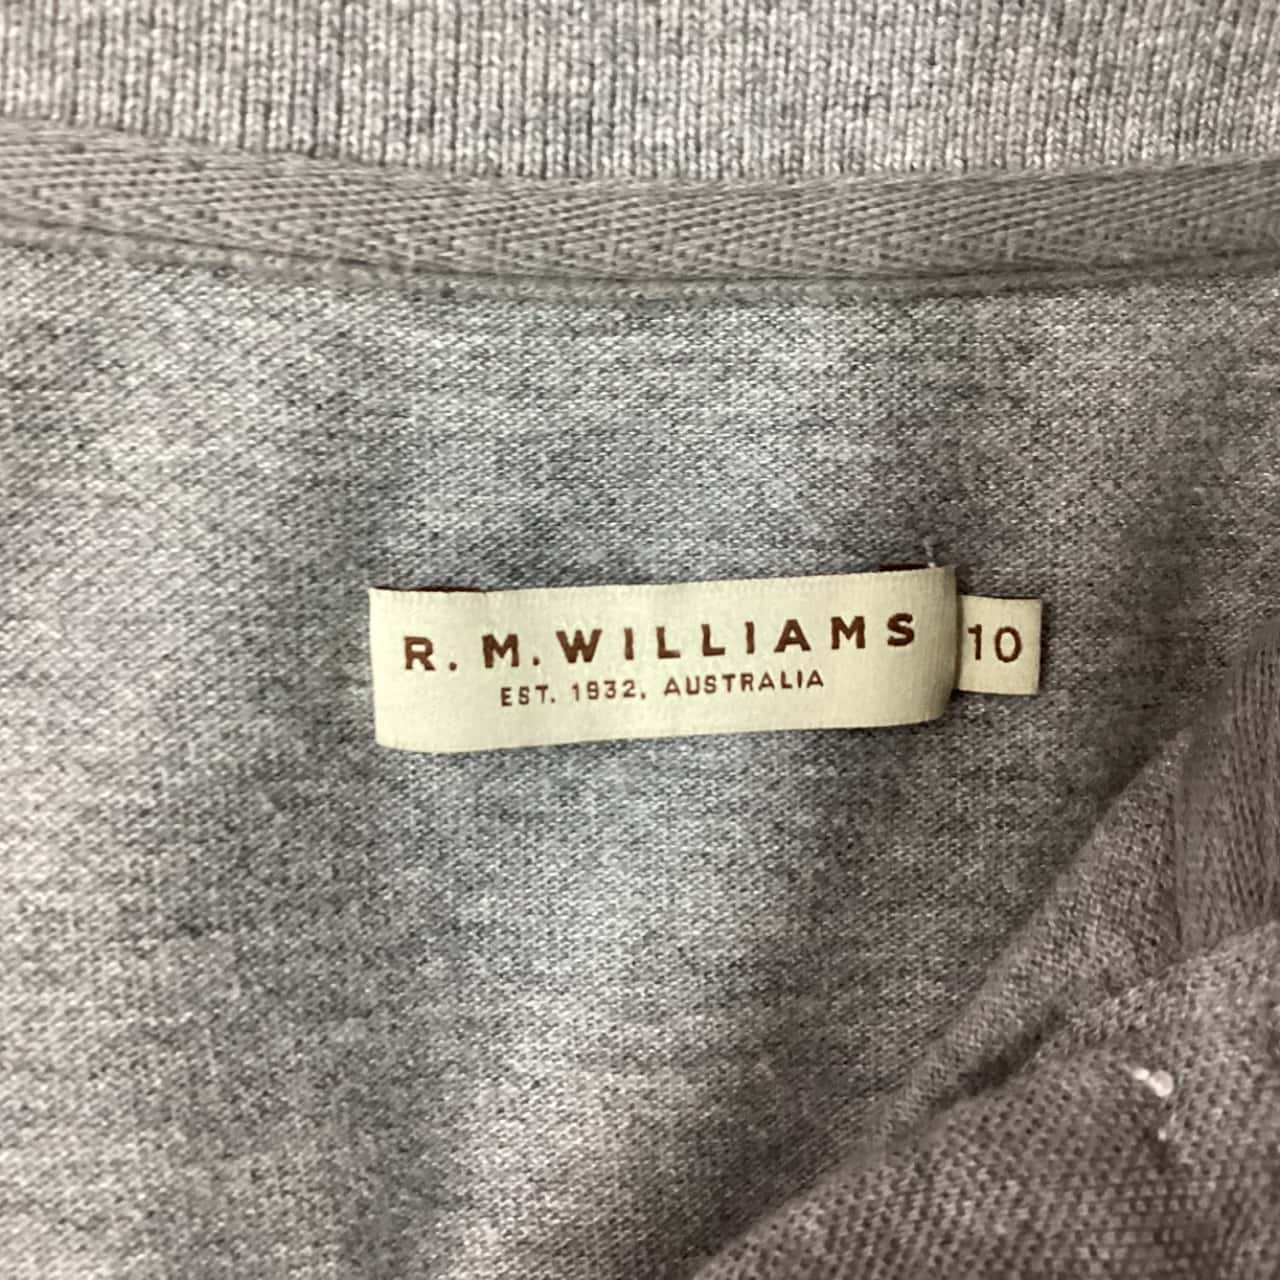 R. M. WILLIAMS
EST. 1932, AUSTRALIA
10